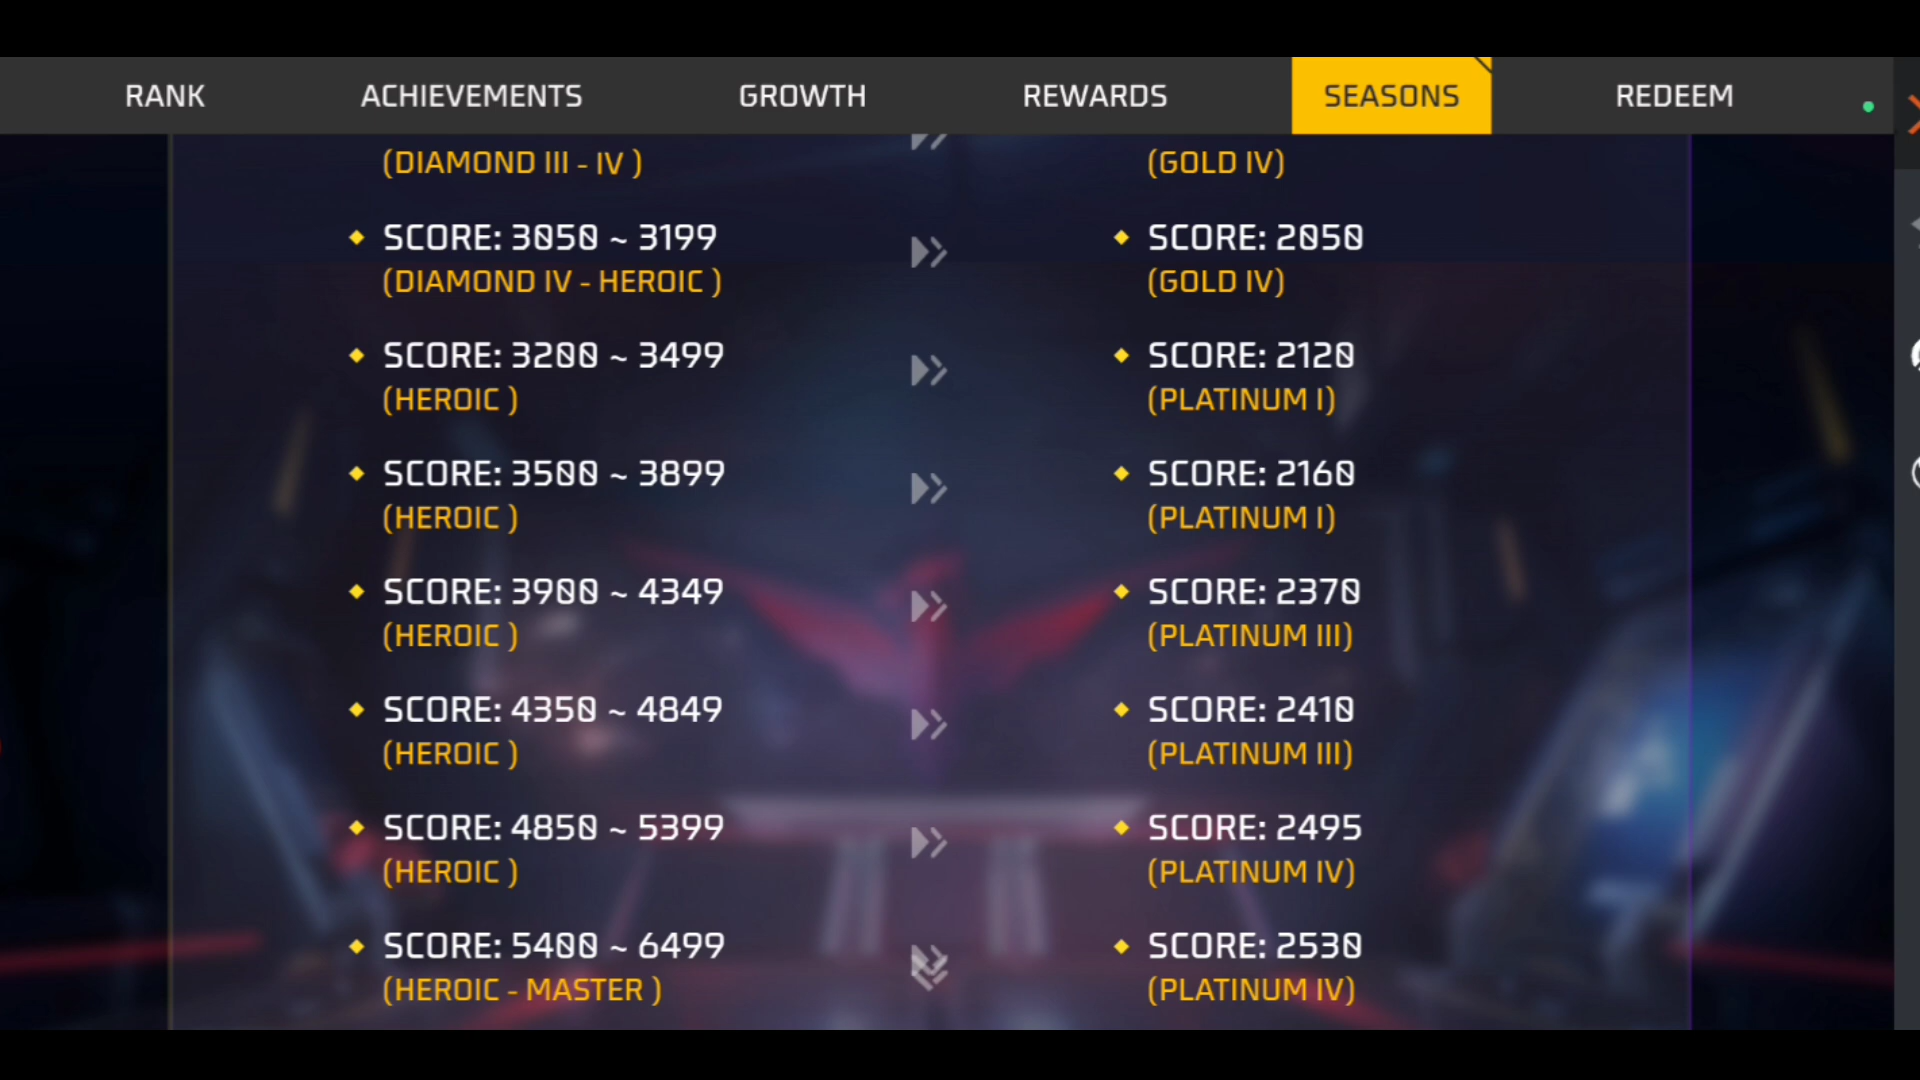 RANK ACHIEVEMENTS GROWTH REWARDS SEASONS REDEEM
(DIAMOND III - IV ) (GOLD IV)
SCORE: 3050 ~ 3199 SCORE: 2050
(DIAMOND IV - HEROIC ) (GOLD IV)
SCORE: 3200 ~ 3499 SCORE: 2120
(HEROIC ) (PLATINUM I)
SCORE: 3500 ~ 3899 SCORE: 2160
(HEROIC ) (PLATINUM I)
SCORE: 3900 ~ 4349 SCORE: 2370
(HEROIC ) (PLATINUM III)
SCORE: 4350 ~ 4849 SCORE: 2410
(HEROIC ) (PLATINUM III)
SCORE: 4850 ~ 5399 SCORE: 2495
(HEROIC ) (PLATINUM IV)
SCORE: 5400 ~ 6499 SCORE: 2530
(HEROIC - MASTER ) (PLATINUM IV)